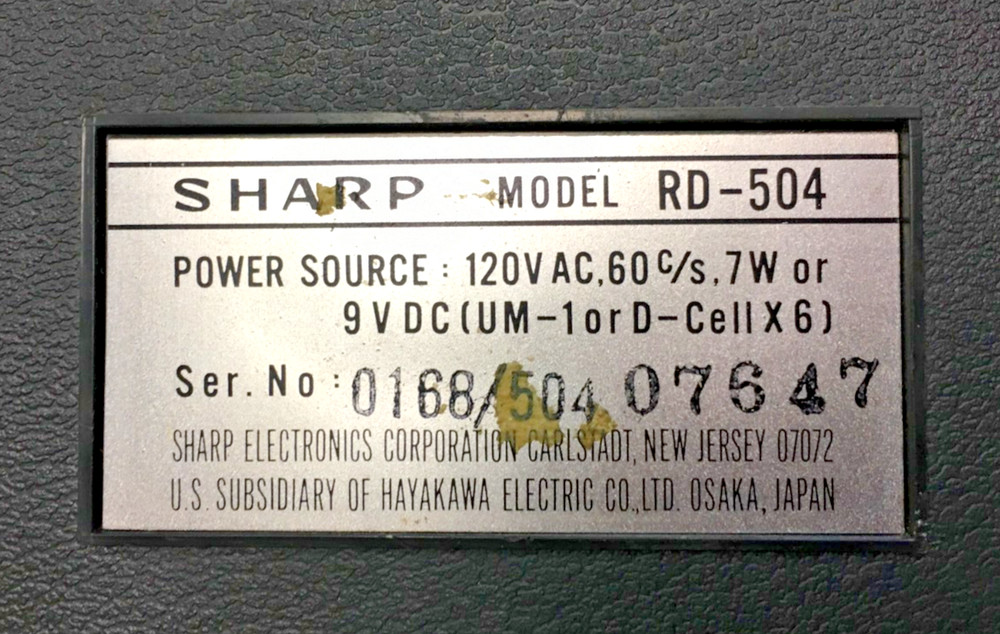 SHARP MODEL RD-504
POWER SOURCE : 120V AC, 60 c/s, 7W or
9V DC (UM-1 or D-Cell X 6)
Ser. No : 0168/504 07647
SHARP ELECTRONICS CORPORATION CARLSTADT, NEW JERSEY 07072
U.S. SUBSIDIARY OF HAYAKAWA ELECTRIC CO.,LTD. OSAKA, JAPAN